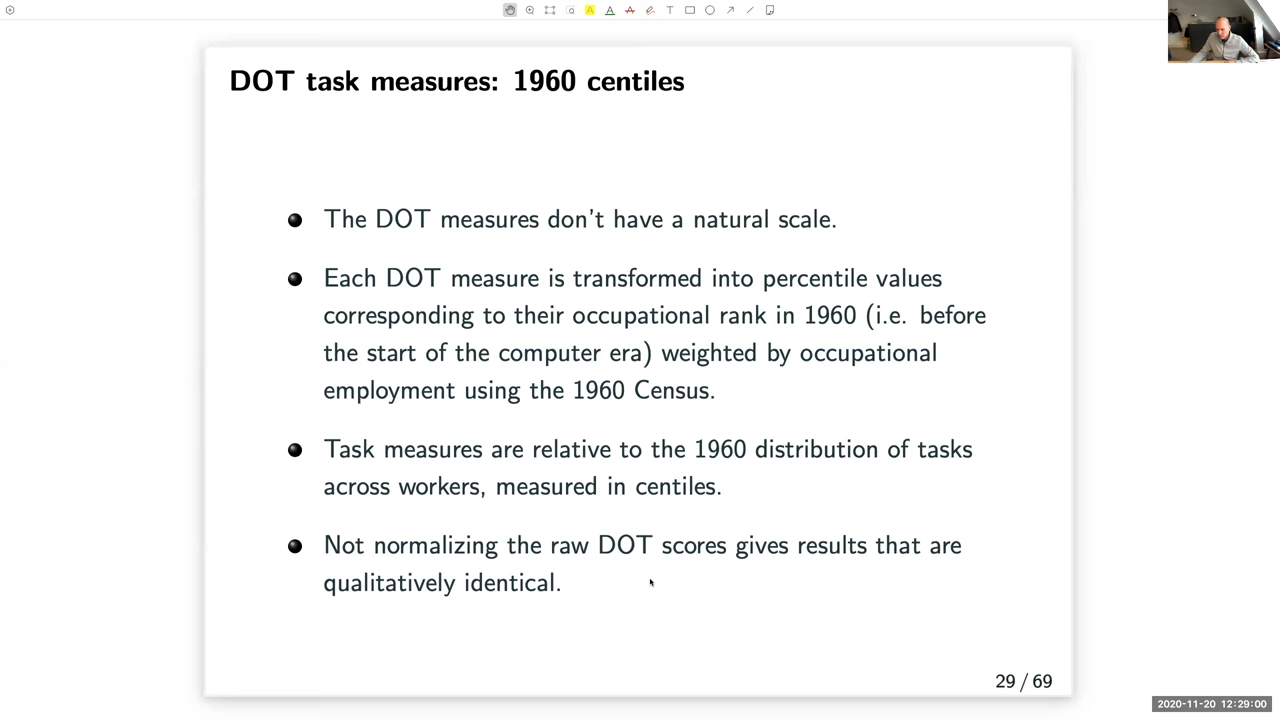 DOT task measures: 1960 centiles
The DOT measures don't have a natural scale.
Each DOT measure is transformed into percentile values
corresponding to their occupational rank in 1960 (i.e. before
the start of the computer era) weighted by occupational
employment using the 1960 Census.
Task measures are relative to the 1960 distribution of tasks
across workers, measured in centiles.
Not normalizing the raw DOT scores gives results that are
qualitatively identical.
29 / 69
2020-11-20 12:29:00